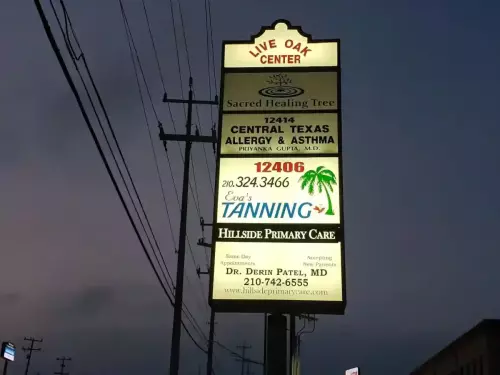 LIVE OAK
CENTER
Sacred Healing Tree
12414
CENTRAL TEXAS
ALLERGY & ASTHMA
PRIYANKA GUPTA, M.D.
12406
210.324.3466
Eva's
TANNING
HILLSIDE PRIMARY CARE
Same Day Accepting
Appointments New Patients
DR. DERIN PATEL, MD
210-742-6555
www.hillsideprimarycare.com